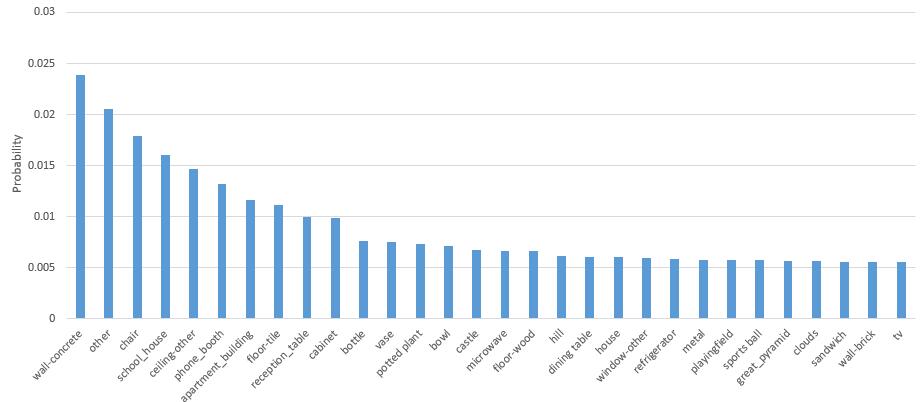 0.03
0.025
0.02
0.015
0.01
0.005
0
Probability
wall-concrete
other
chair
school_house
ceiling-other
phone_booth
apartment_building
floor-tile
reception_table
cabinet
bottle
vase
potted plant
bowl
castle
microwave
floor-wood
hill
dining table
house
window-other
refrigerator
metal
playingfield
sports ball
great_pyramid
clouds
sandwich
wall-brick
tv